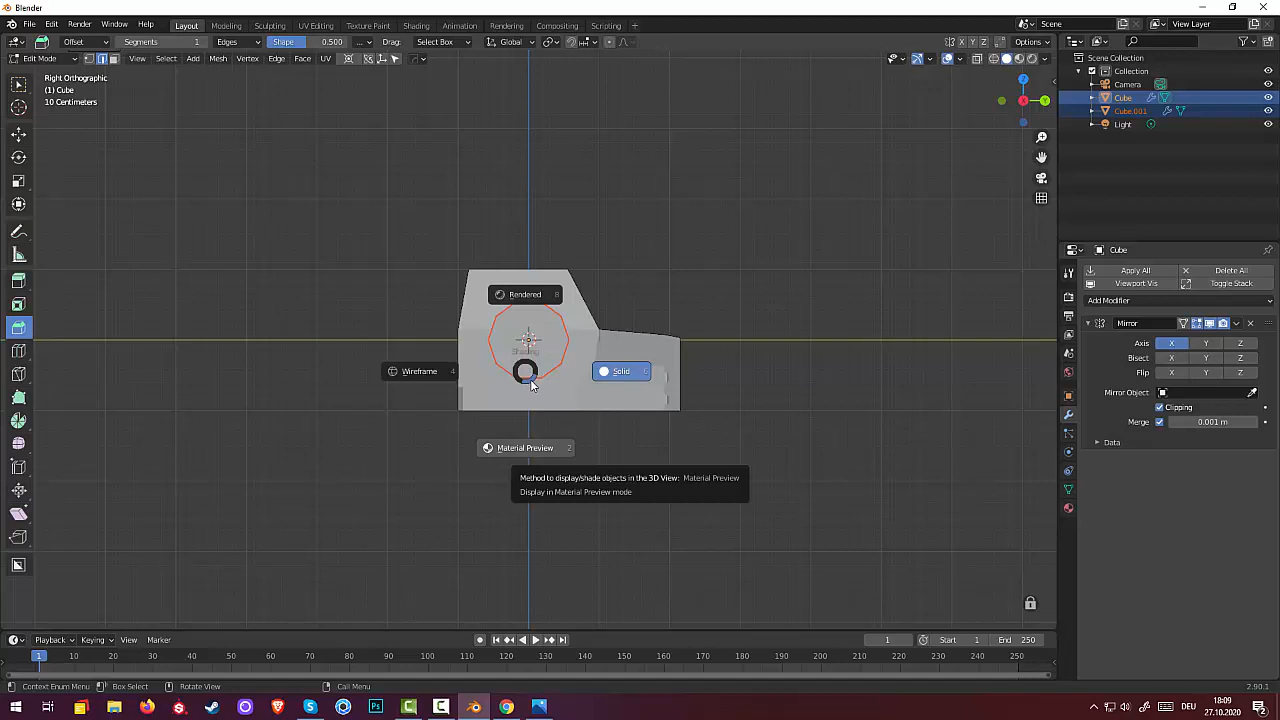 Blender
File Edit Render Window Help Layout Modeling Sculpting UV Editing Texture Paint Shading Animation Rendering Compositing Scripting + Scene View Layer
Offset Segments 1 Edges Shape 0.500 ... Drag: Select Box Global X Y Z Options
Edit Mode View Select Add Mesh Vertex Edge Face UV
Right Orthographic
(1) Cube
10 Centimeters
Z
X
Y
Scene Collection
Collection
Camera
Cube
Cube.001
Light
Rendered 8
Shading
Wireframe 4
Solid 6
Material Preview 2
Method to display/shade objects in the 3D View: Material Preview
Display in Material Preview mode
Cube
Apply All Delete All
Viewport Vis Toggle Stack
Add Modifier
Mirror
Axis X Y Z
Bisect X Y Z
Flip X Y Z
Mirror Object
Clipping
Merge 0.001 m
Data
Playback Keying View Marker 1 Start 1 End 250
1 10 20 30 40 50 60 70 80 90 100 110 120 130 140 150 160 170 180 190 200 210 220 230 240 250
Context Enum Menu Box Select Rotate View Call Menu 2.90.1
DEU 18:09
27.10.2020 2